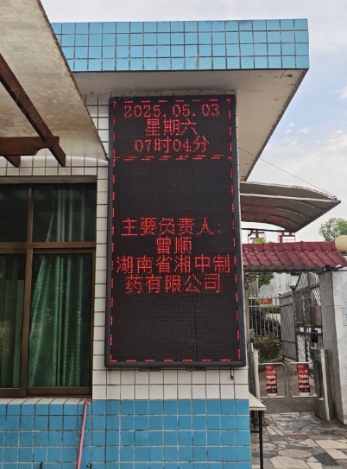 2025.05.03
星期六
07时04分
主要负责人:
曾顺
湖南省湘中制
药有限公司